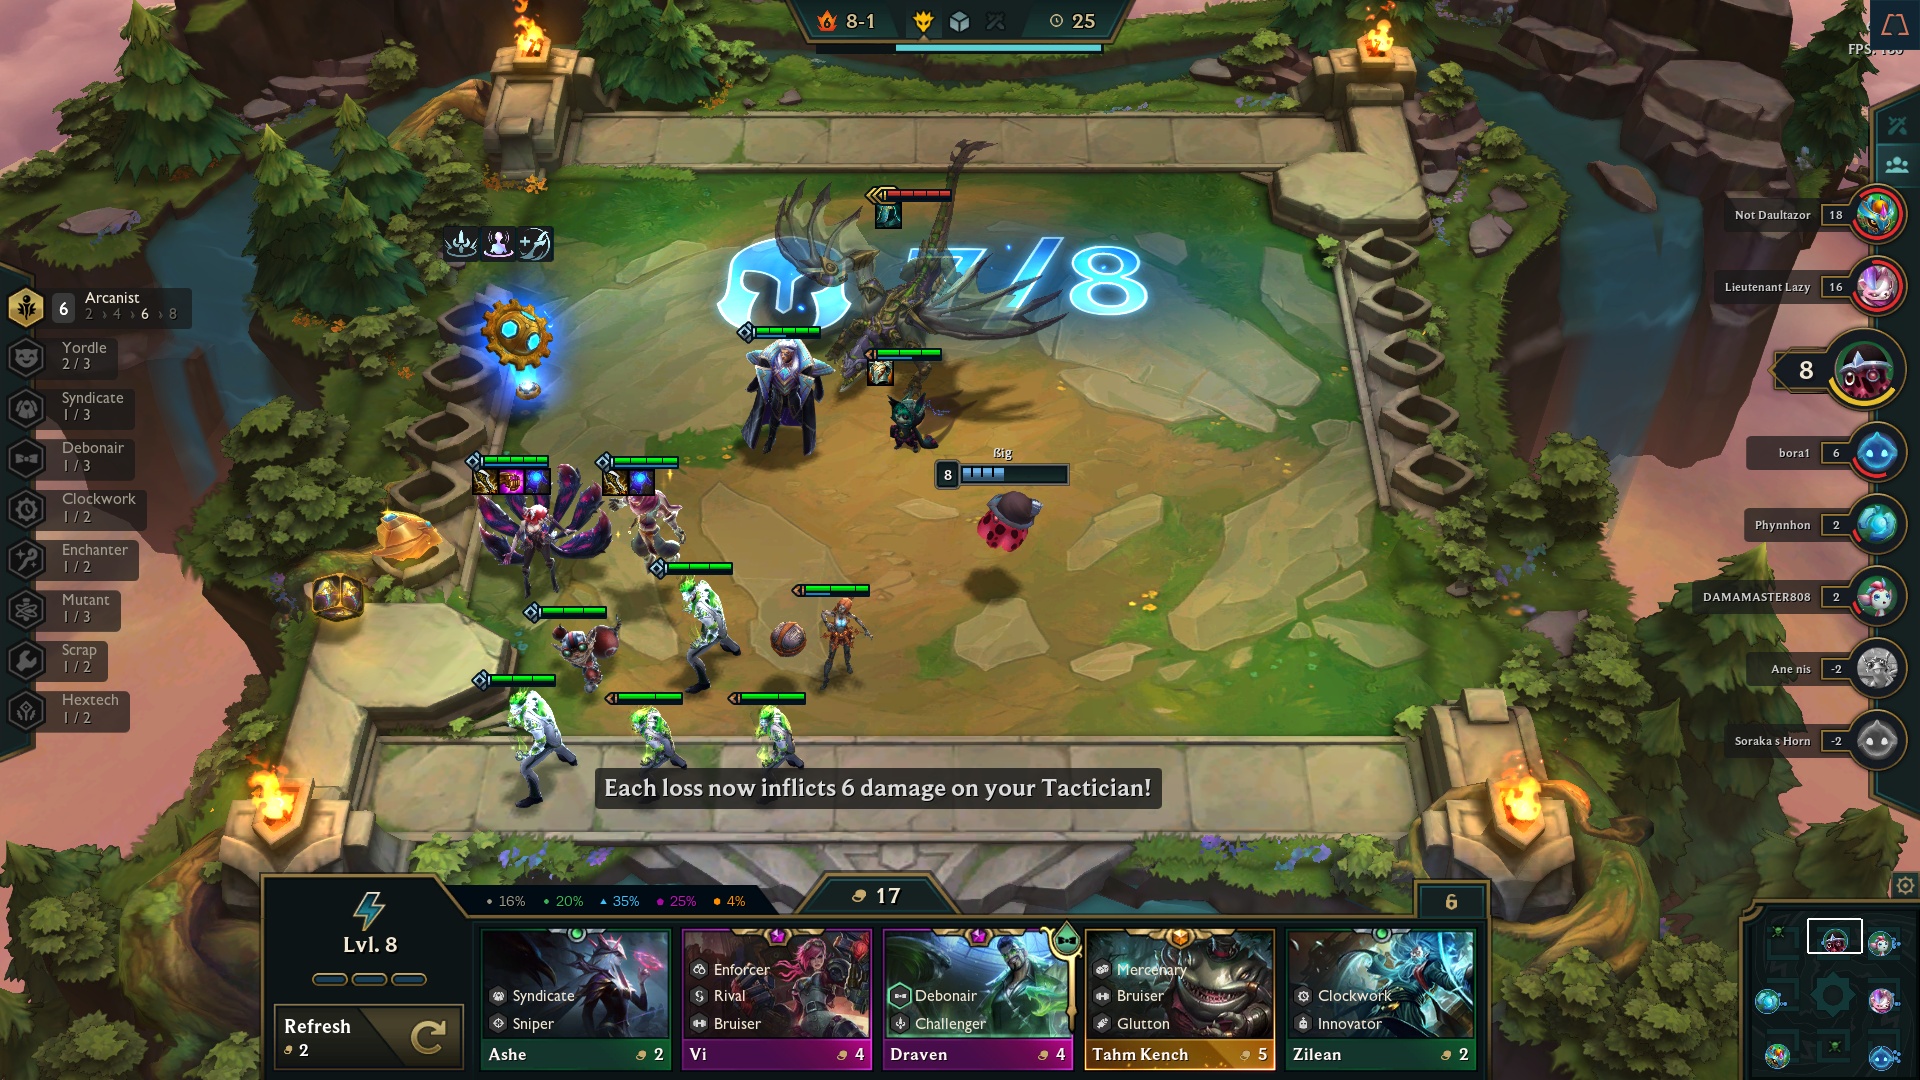 8-1
25
FPS:
7/8
6
Arcanist
2 › 4 › 6 › 8
Yordle
2 / 3
Syndicate
1 / 3
Debonair
1 / 3
Clockwork
1 / 2
Enchanter
1 / 2
Mutant
1 / 3
Scrap
1 / 2
Hextech
1 / 2
Not Daultazor 18
Lieutenant Lazy 16
8
bora1 6
Phynnhon 2
DAMAMASTER808 2
Ane nis -2
Soraka s Horn -2
8
Each loss now inflicts 6 damage on your Tactician!
16% 20% 35% 25% 4%
17
6
Lvl. 8
Refresh
2
Syndicate
Sniper
Ashe 2
Enforcer
Rival
Bruiser
Vi 4
Debonair
Challenger
Draven 4
Mercenary
Bruiser
Glutton
Tahm Kench 5
Clockwork
Innovator
Zilean 2